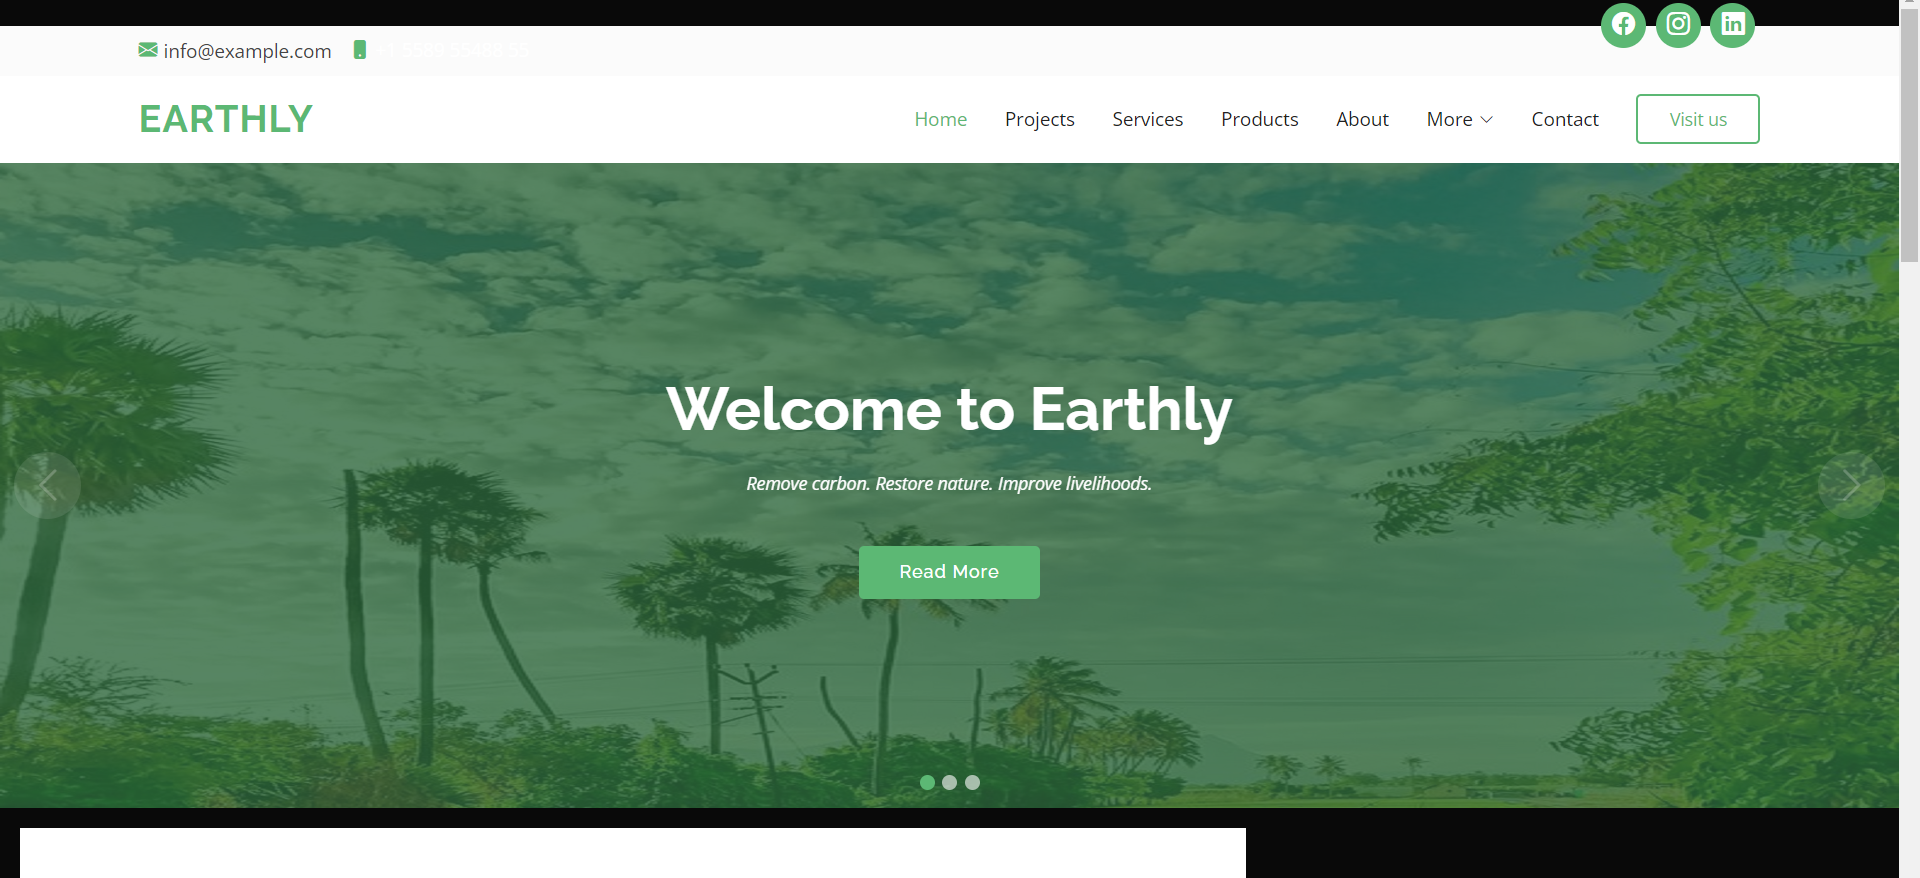 info@example.com
EARTHLY
Home Projects Services Products About More Contact Visit us
Welcome to Earthly
Remove carbon. Restore nature. Improve livelihoods.
Read More